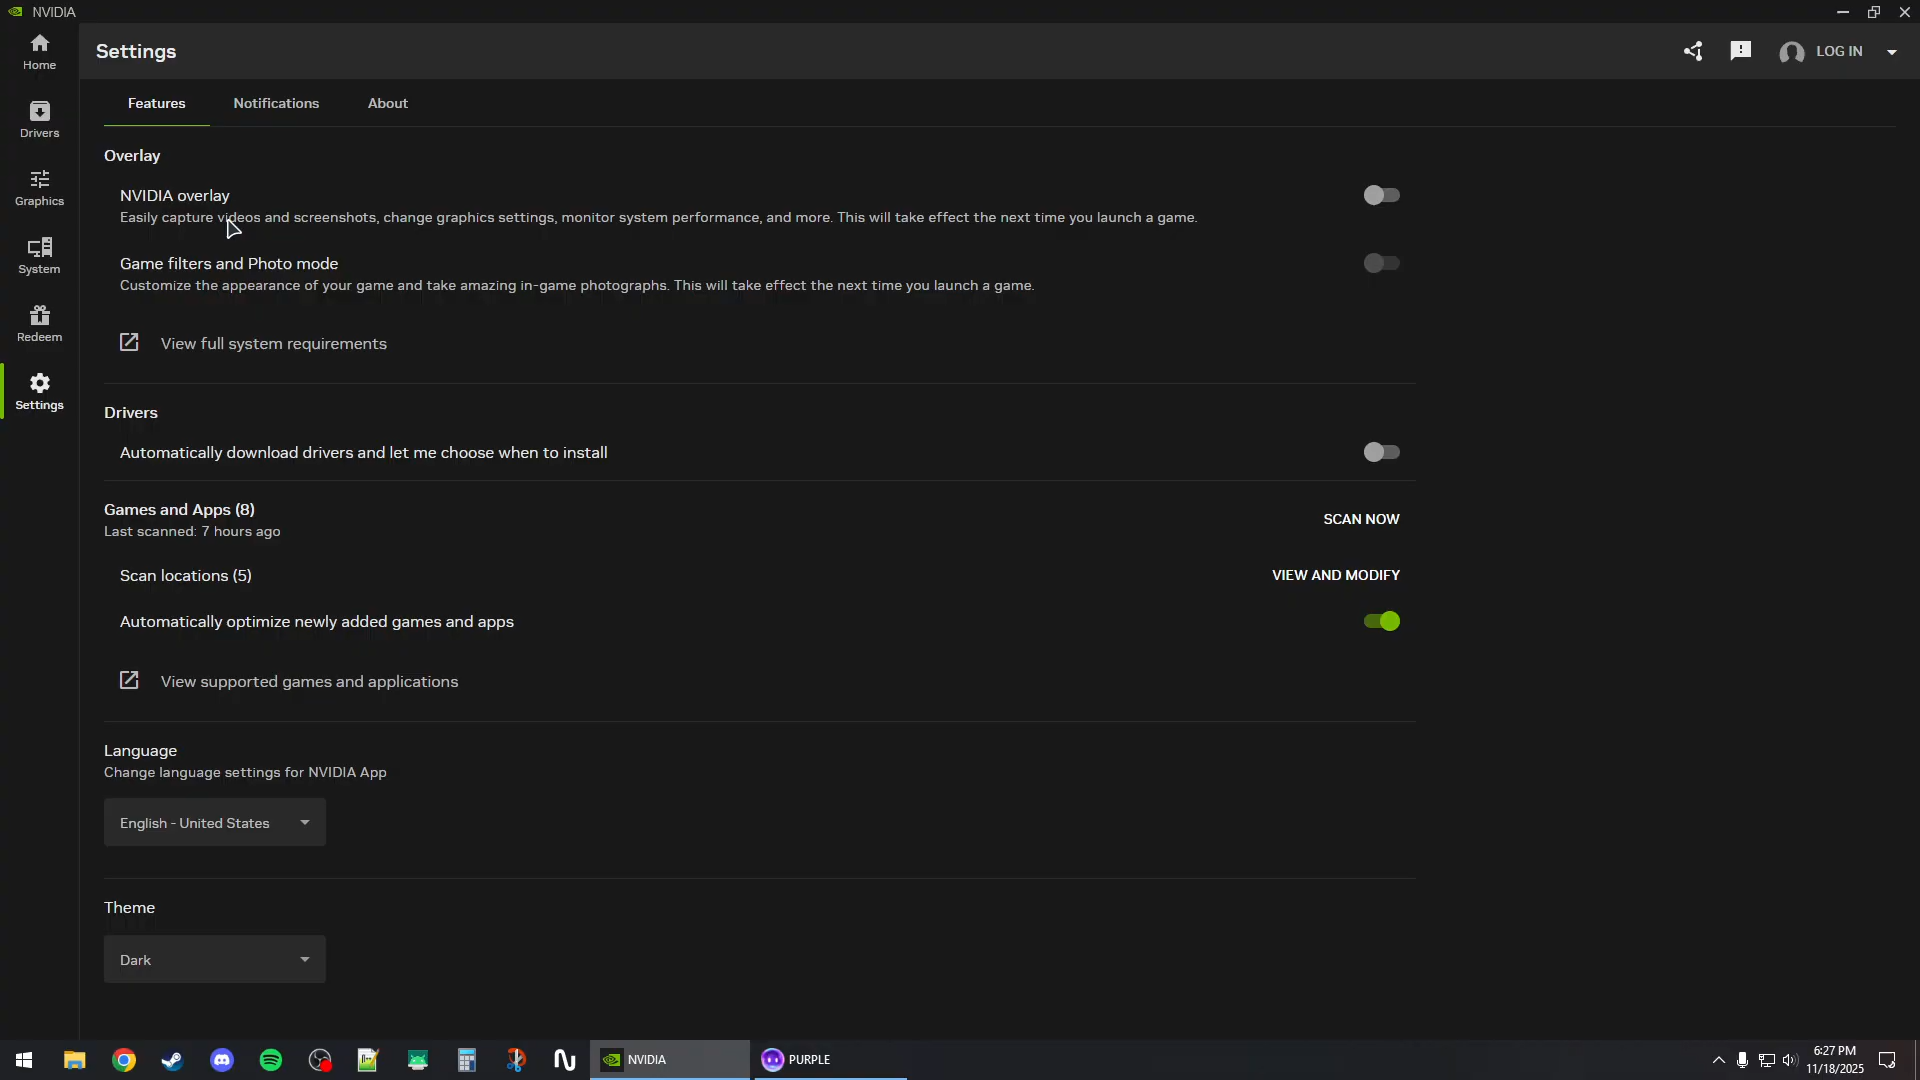 NVIDIA
Home
Settings
LOG IN
Features
Notifications
About
Drivers
Graphics
System
Redeem
Settings
Overlay
NVIDIA overlay
Easily capture videos and screenshots, change graphics settings, monitor system performance, and more. This will take effect the next time you launch a game.
Game filters and Photo mode
Customize the appearance of your game and take amazing in-game photographs. This will take effect the next time you launch a game.
View full system requirements
Drivers
Automatically download drivers and let me choose when to install
Games and Apps (8)
Last scanned: 7 hours ago
SCAN NOW
Scan locations (5)
VIEW AND MODIFY
Automatically optimize newly added games and apps
View supported games and applications
Language
Change language settings for NVIDIA App
English - United States
Theme
Dark
NVIDIA
PURPLE
6:27 PM
11/18/2025